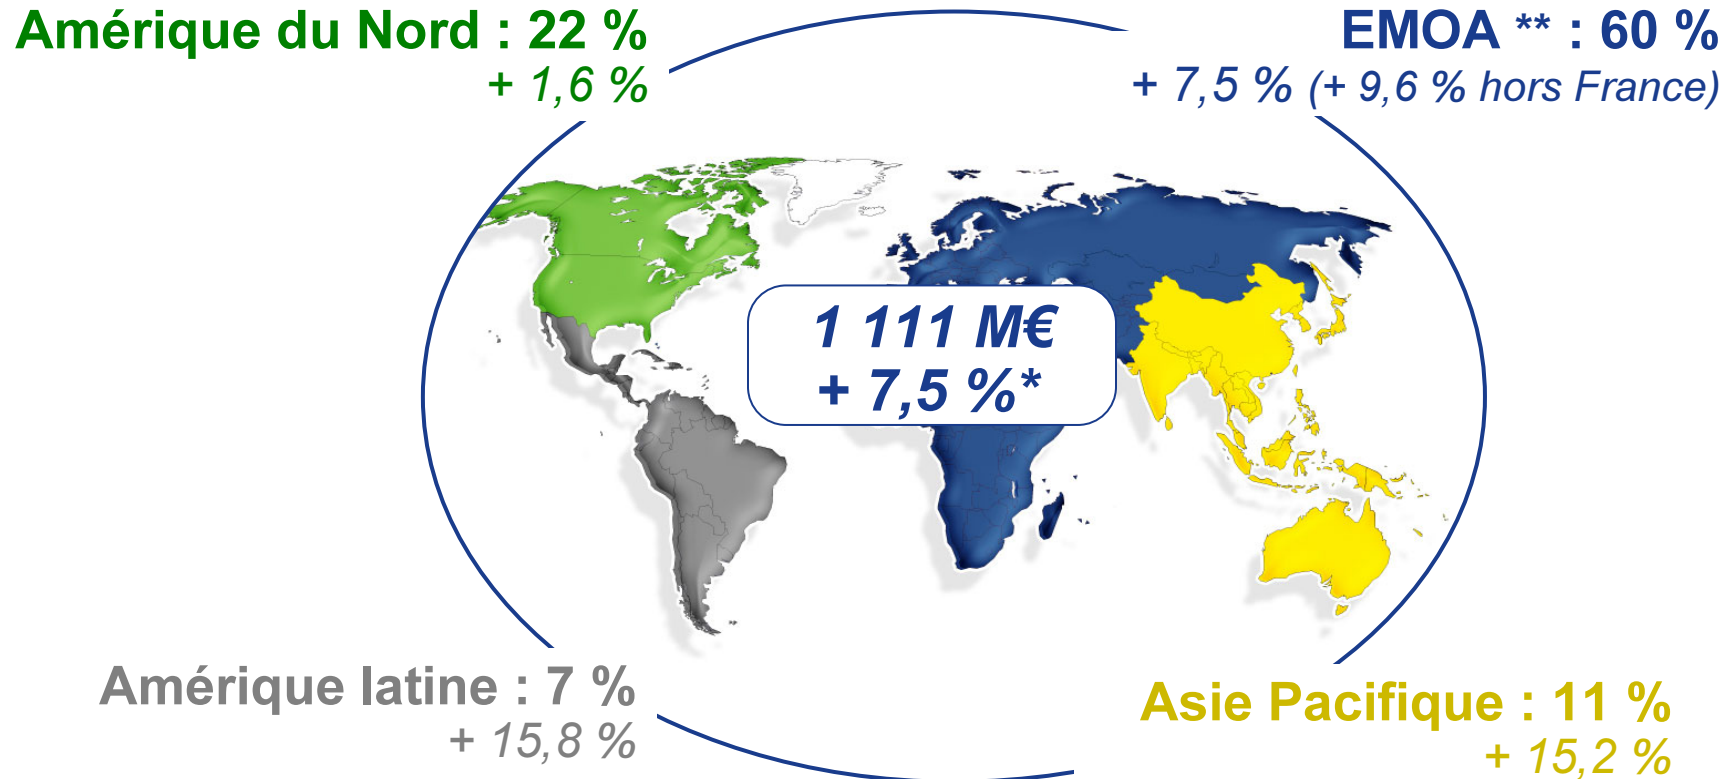 Amérique du Nord : 22 %
+ 1,6 %
EMOA ** : 60 %
+ 7,5 % (+ 9,6 % hors France)
1 111 M€
+ 7,5 %*
Amérique latine : 7 %
+ 15,8 %
Asie Pacifique : 11 %
+ 15,2 %